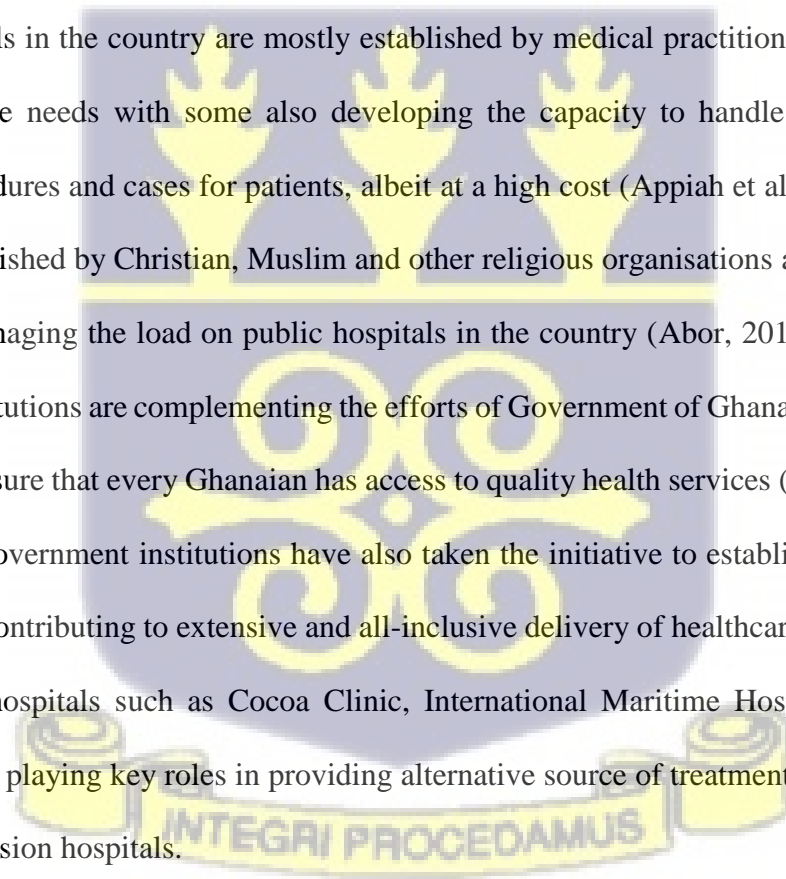 ls in the country are mostly established by medical practition
e needs with some also developing the capacity to handle
dures and cases for patients, albeit at a high cost (Appiah et al
ished by Christian, Muslim and other religious organisations a
naging the load on public hospitals in the country (Abor, 201
tutions are complementing the efforts of Government of Ghana
sure that every Ghanaian has access to quality health services (
overnment institutions have also taken the initiative to establi
ontributing to extensive and all-inclusive delivery of healthcar
hospitals such as Cocoa Clinic, International Maritime Hos
playing key roles in providing alternative source of treatment
sion hospitals.
INTEGRI PROCEDAMUS